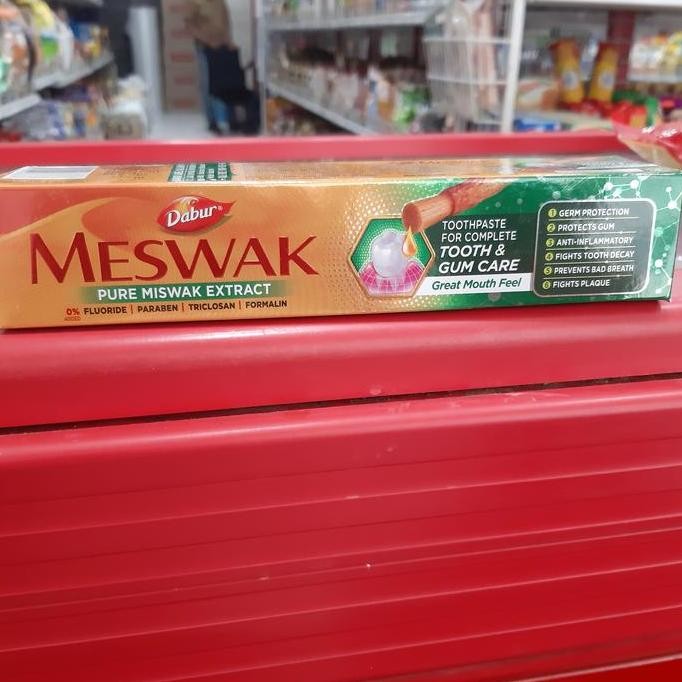 Dabur®
MESWAK
PURE MISWAK EXTRACT
0% ADDED FLUORIDE | PARABEN | TRICLOSAN | FORMALIN
TOOTHPASTE
FOR COMPLETE
TOOTH &
GUM CARE
Great Mouth Feel
1 GERM PROTECTION
2 PROTECTS GUM
3 ANTI-INFLAMMATORY
4 FIGHTS TOOTH DECAY
5 PREVENTS BAD BREATH
6 FIGHTS PLAQUE